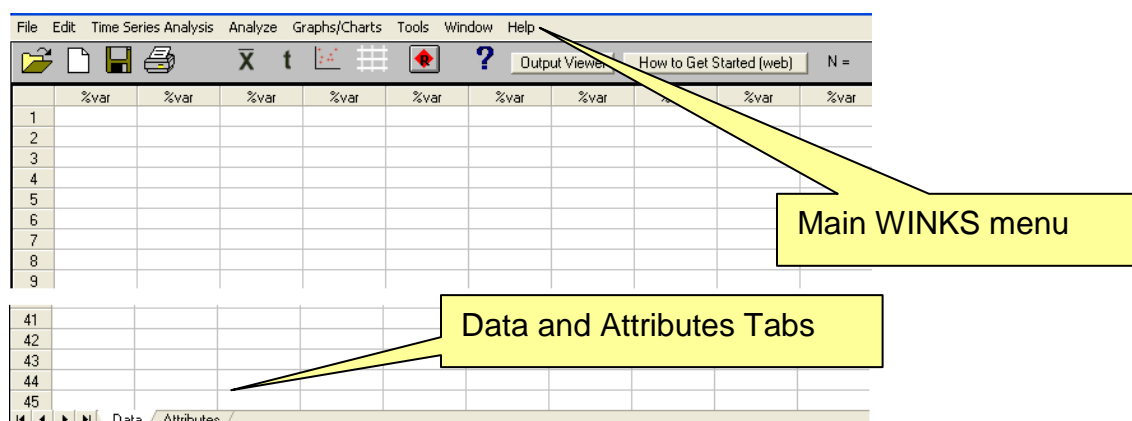 File Edit Time Series Analysis Analyze Graphs/Charts Tools Window Help
X t R ? Output Viewer How to Get Started (web) N =
%var %var %var %var %var %var %var %var %var
1
2
3
4
5
6
7
8
9
Main WINKS menu
41
42
43
44
45
Data and Attributes Tabs
Data Attributes